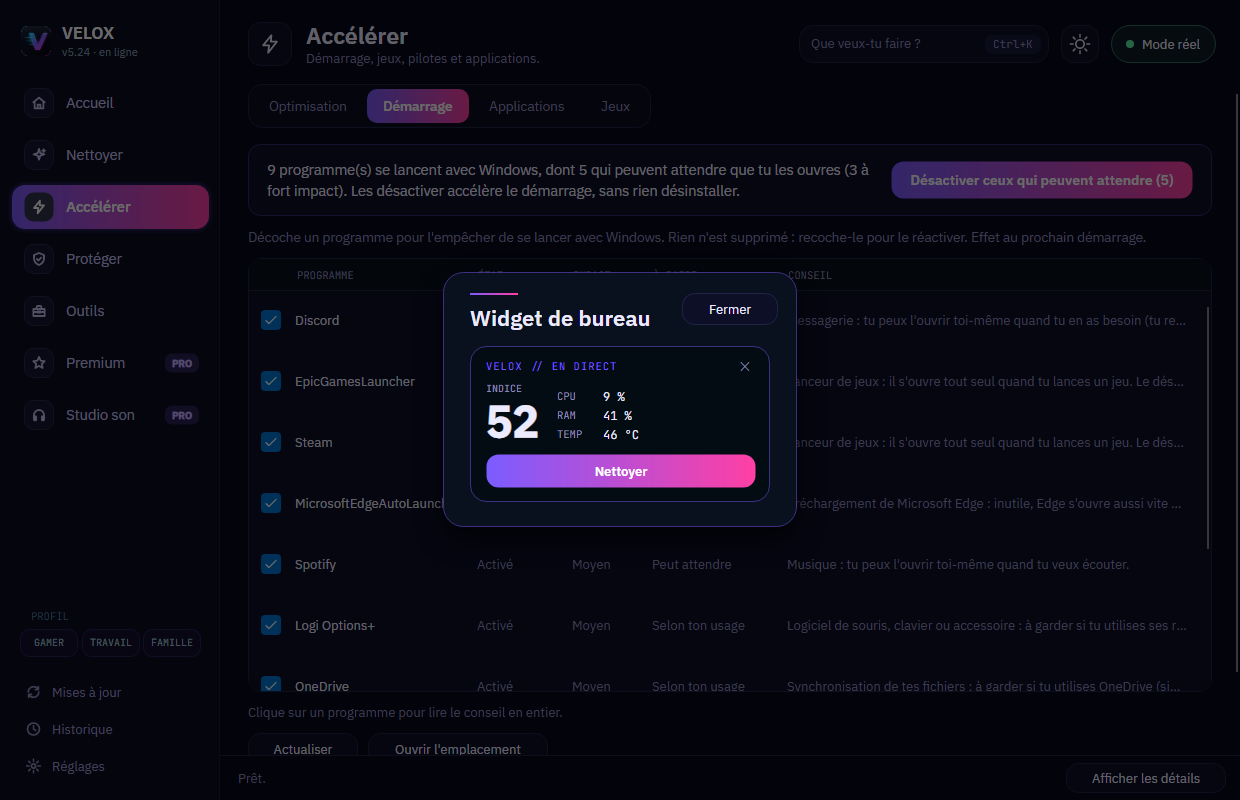 VELOX
v5.24 · en ligne
Accueil
Nettoyer
Accélérer
Protéger
Outils
Premium PRO
Studio son PRO
PROFIL
GAMER TRAVAIL FAMILLE
Mises à jour
Historique
Réglages
Accélérer
Démarrage, jeux, pilotes et applications.
Que veux-tu faire ? Ctrl+K
Mode réel
Optimisation Démarrage Applications Jeux
9 programme(s) se lancent avec Windows, dont 5 qui peuvent attendre que tu les ouvres (3 à
fort impact). Les désactiver accélère le démarrage, sans rien désinstaller.
Désactiver ceux qui peuvent attendre (5)
Décoche un programme pour l'empêcher de se lancer avec Windows. Rien n'est supprimé : recoche-le pour le réactiver. Effet au prochain démarrage.
PROGRAMME CONSEIL
Discord essagerie : tu peux l'ouvrir toi-même quand tu en as besoin (tu re...
EpicGamesLauncher anceur de jeux : il s'ouvre tout seul quand tu lances un jeu. Le dés...
Steam anceur de jeux : il s'ouvre tout seul quand tu lances un jeu. Le dés...
MicrosoftEdgeAutoLaunch réchargement de Microsoft Edge : inutile, Edge s'ouvre aussi vite ...
Spotify Activé Moyen Peut attendre Musique : tu peux l'ouvrir toi-même quand tu veux écouter.
Logi Options+ Activé Moyen Selon ton usage Logiciel de souris, clavier ou accessoire : à garder si tu utilises ses r...
OneDrive Activé Moyen Selon ton usage Synchronisation de tes fichiers : à garder si tu utilises OneDrive (si...
Widget de bureau
Fermer
VELOX // EN DIRECT
INDICE
52
CPU 9 %
RAM 41 %
TEMP 46 °C
Nettoyer
Clique sur un programme pour lire le conseil en entier.
Actualiser Ouvrir l'emplacement
Prêt.
Afficher les détails